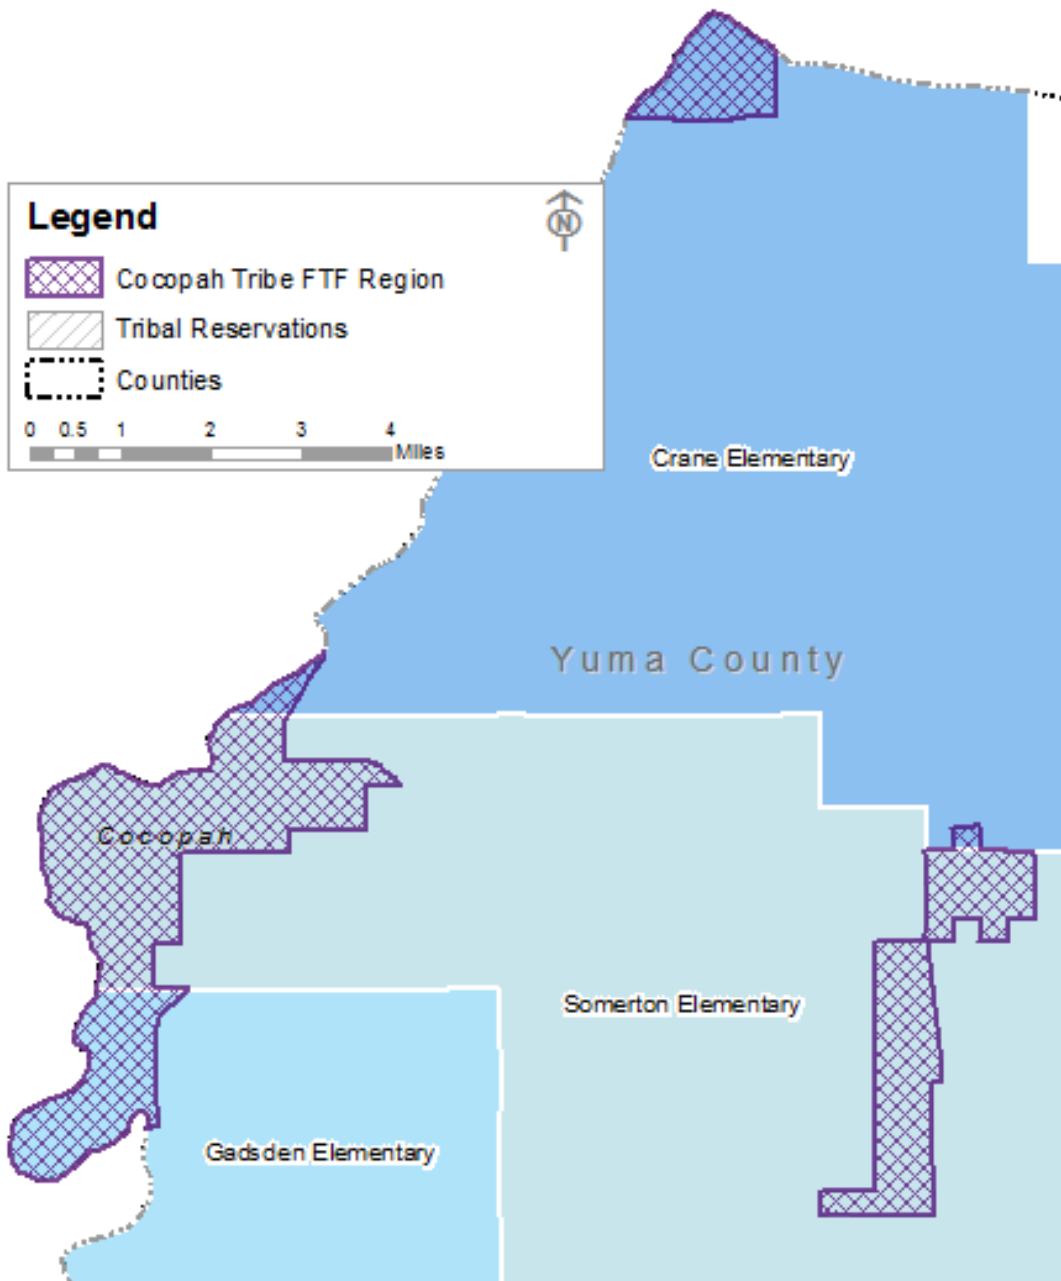 Legend
N
Cocopah Tribe FTF Region
Tribal Reservations
Counties
0 0.5 1 2 3 4
Miles
Crane Elementary
Yuma County
Cocopah
Somerton Elementary
Gadsden Elementary